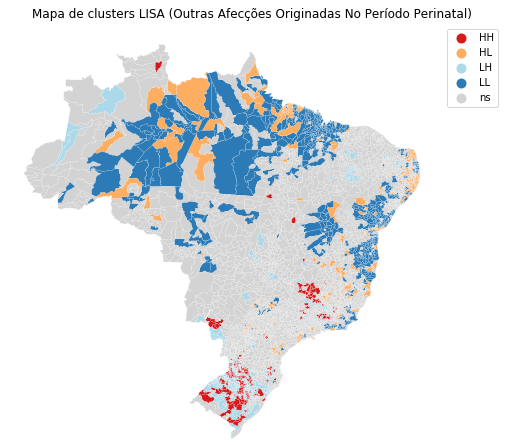 Mapa de clusters LISA (Outras Afecções Originadas No Período Perinatal)
HH
HL
LH
LL
ns